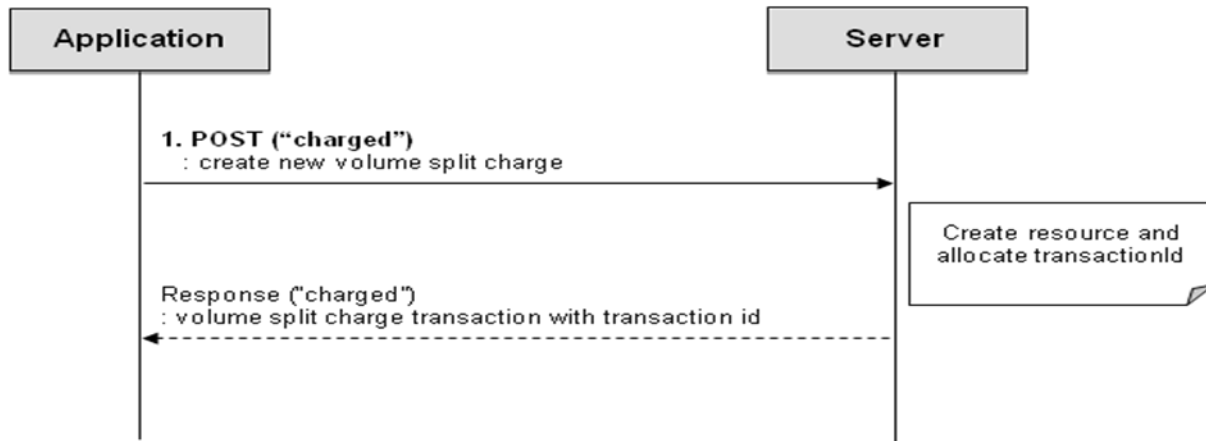 Application
Server
1. POST (“charged”)
: create new volume split charge
Create resource and
allocate transactionId
Response ("charged")
: volume split charge transaction with transaction id